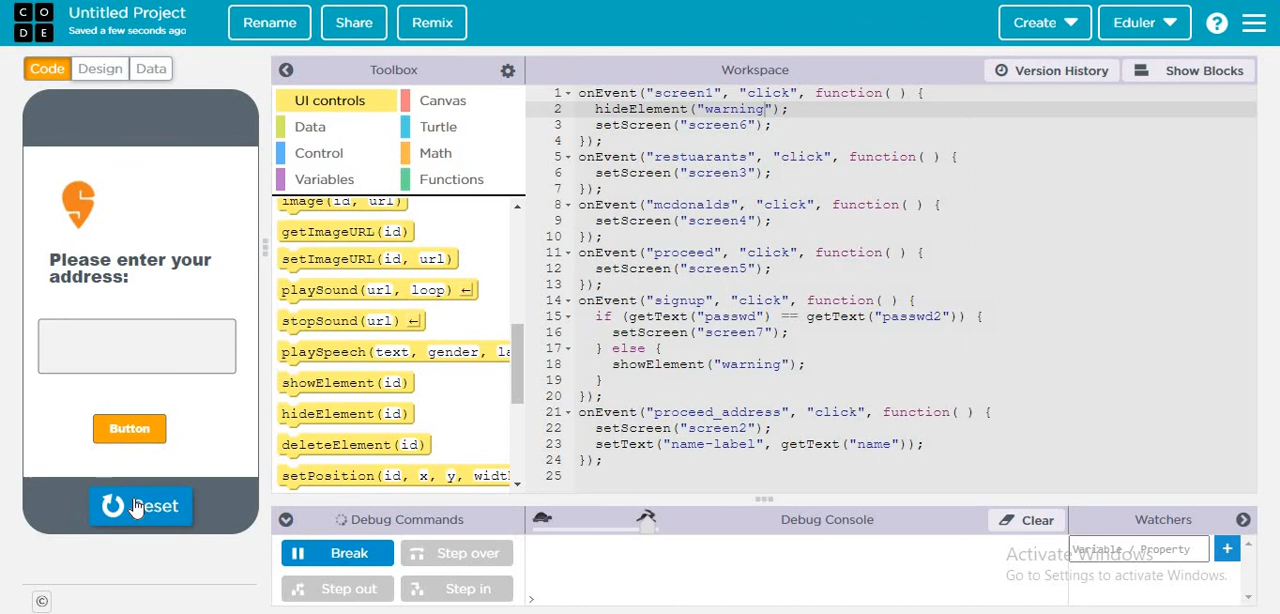 CO
DE
Untitled Project
Saved a few seconds ago
Rename
Share
Remix
Create
Eduler
?
Code
Design
Data
Toolbox
Workspace
Version History
Show Blocks
UI controls
Canvas
Data
Turtle
Control
Math
Variables
Functions
image(id, url)
getImageURL(id)
setImageURL(id, url)
playSound(url, loop)
stopSound(url)
playSpeech(text, gender, la
showElement(id)
hideElement(id)
deleteElement(id)
setPosition(id, x, y, widt
1 onEvent("screen1", "click", function( ) {
2 hideElement("warning");
3 setScreen("screen6");
4 });
5 onEvent("restuarants", "click", function( ) {
6 setScreen("screen3");
7 });
8 onEvent("mcdonalds", "click", function( ) {
9 setScreen("screen4");
10 });
11 onEvent("proceed", "click", function( ) {
12 setScreen("screen5");
13 });
14 onEvent("signup", "click", function( ) {
15 if (getText("passwd") == getText("passwd2")) {
16 setScreen("screen7");
17 } else {
18 showElement("warning");
19 }
20 });
21 onEvent("proceed_address", "click", function( ) {
22 setScreen("screen2");
23 setText("name-label", getText("name"));
24 });
25
Please enter your
address:
Button
Reset
Debug Commands
Debug Console
Clear
Watchers
Break
Step over
Step out
Step in
Variable / Property
+
>
Activate Windows
Go to Settings to activate Windows.
©